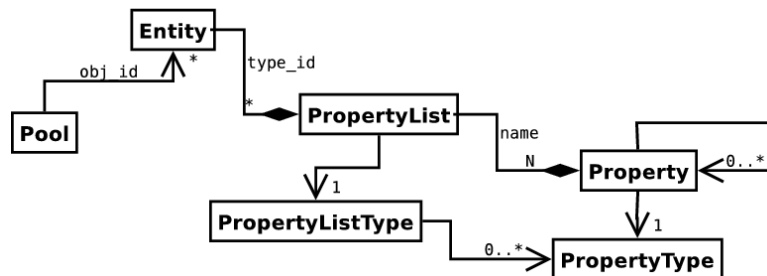 Entity
type_id
*
obj_id
*
Pool
PropertyList
name
N
Property
0..*
1
PropertyListType
0..*
1
PropertyType